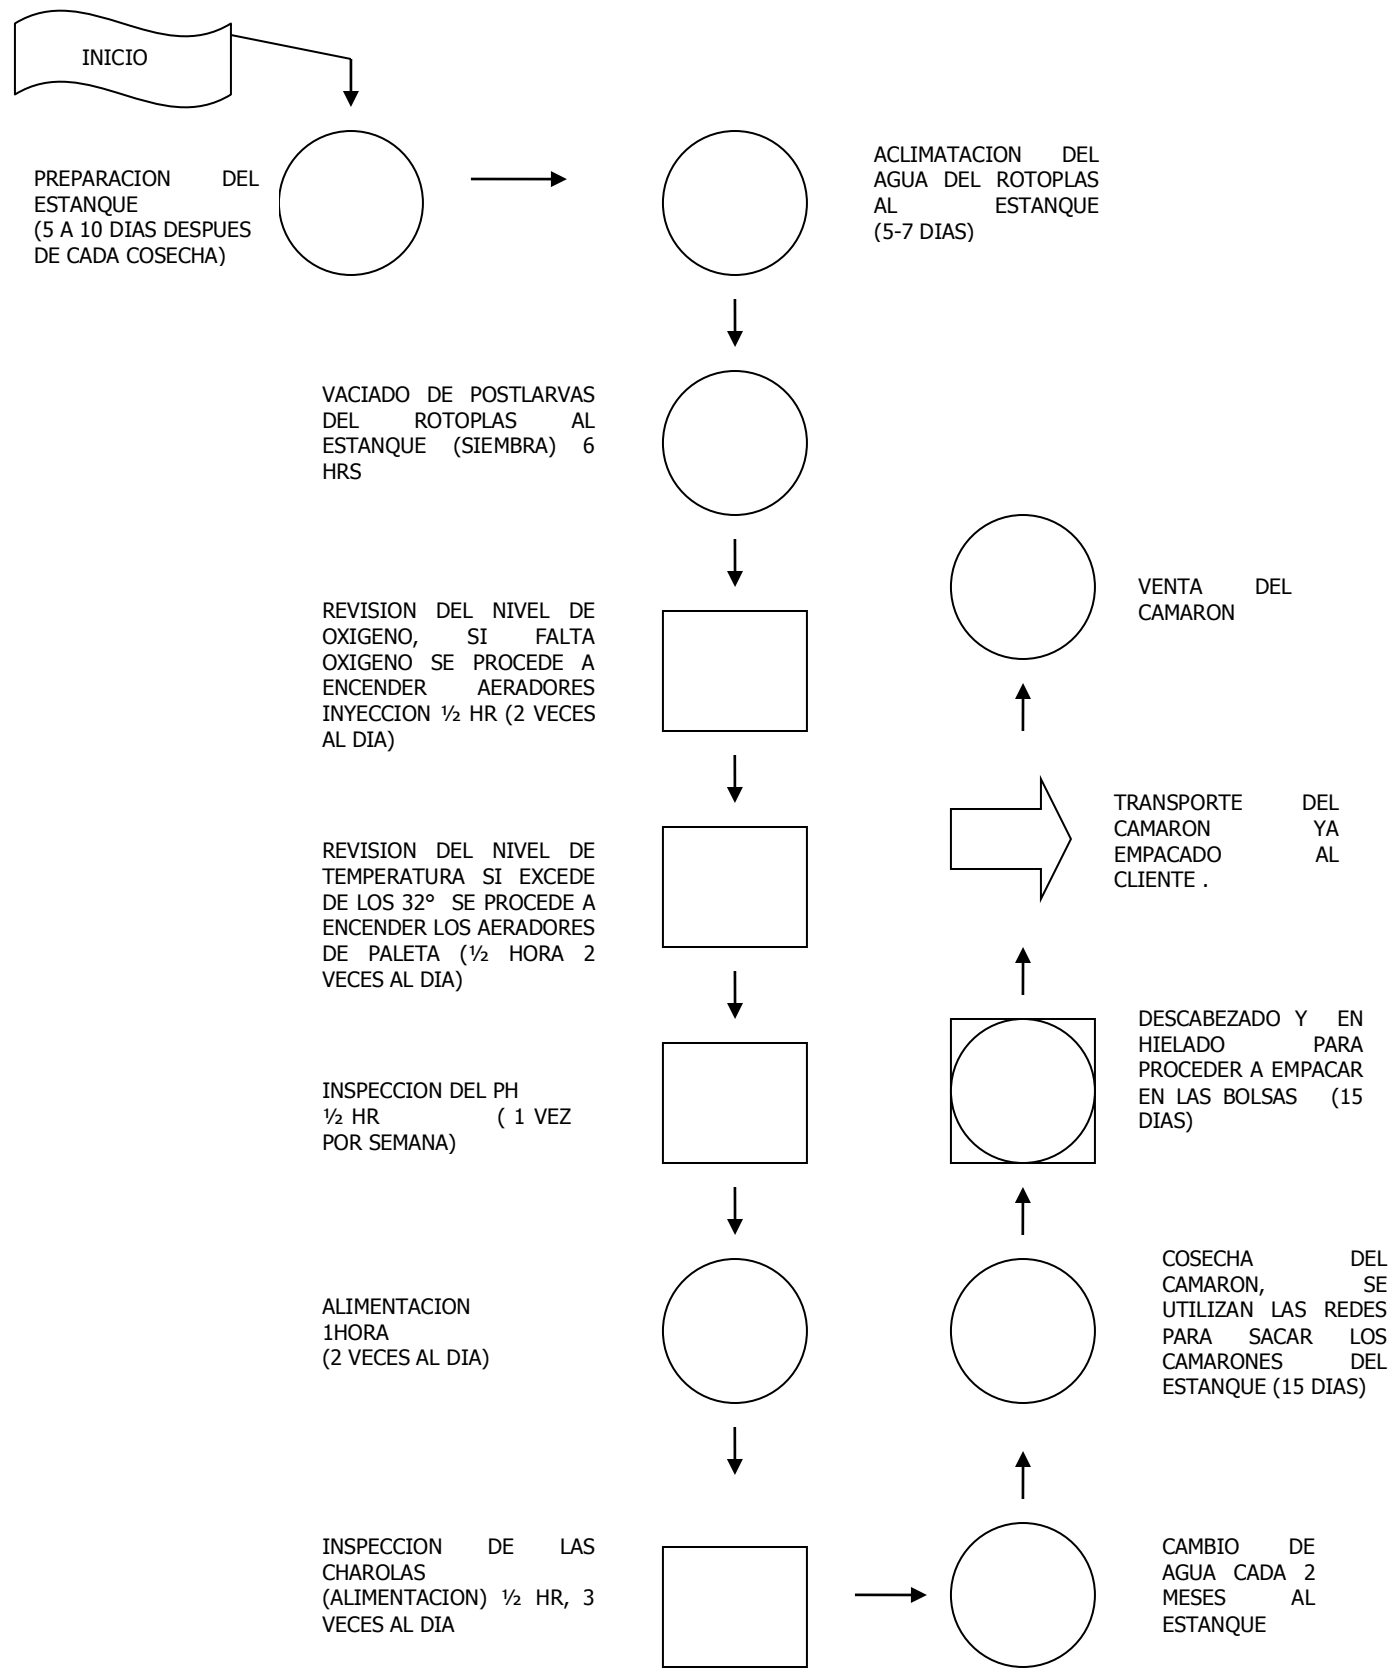 INICIO
PREPARACION DEL
ESTANQUE
(5 A 10 DIAS DESPUES
DE CADA COSECHA)
ACLIMATACION DEL
AGUA DEL ROTOPLAS
AL ESTANQUE
(5-7 DIAS)
VACIADO DE POSTLARVAS
DEL ROTOPLAS AL
ESTANQUE (SIEMBRA) 6
HRS
REVISION DEL NIVEL DE
OXIGENO, SI FALTA
OXIGENO SE PROCEDE A
ENCENDER AERADORES
INYECCION ½ HR (2 VECES
AL DIA)
REVISION DEL NIVEL DE
TEMPERATURA SI EXCEDE
DE LOS 32° SE PROCEDE A
ENCENDER LOS AERADORES
DE PALETA (½ HORA 2
VECES AL DIA)
INSPECCION DEL PH
½ HR ( 1 VEZ
POR SEMANA)
ALIMENTACION
1HORA
(2 VECES AL DIA)
INSPECCION DE LAS
CHAROLAS
(ALIMENTACION) ½ HR, 3
VECES AL DIA
CAMBIO DE
AGUA CADA 2
MESES AL
ESTANQUE
COSECHA DEL
CAMARON, SE
UTILIZAN LAS REDES
PARA SACAR LOS
CAMARONES DEL
ESTANQUE (15 DIAS)
DESCABEZADO Y EN
HIELADO PARA
PROCEDER A EMPACAR
EN LAS BOLSAS (15
DIAS)
TRANSPORTE DEL
CAMARON YA
EMPACADO AL
CLIENTE .
VENTA DEL
CAMARON